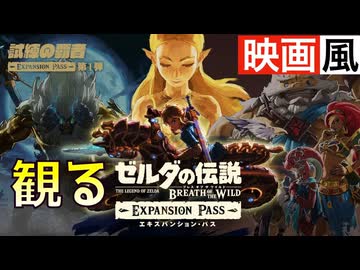 試練の覇者
EXPANSION PASS 第1弾
映画風
観る
ゼルダの伝説
ブレス オブ ザ ワイルド
THE LEGEND OF ZELDA
BREATH OF THE WILD
EXPANSION PASS
エキスパンション・パス